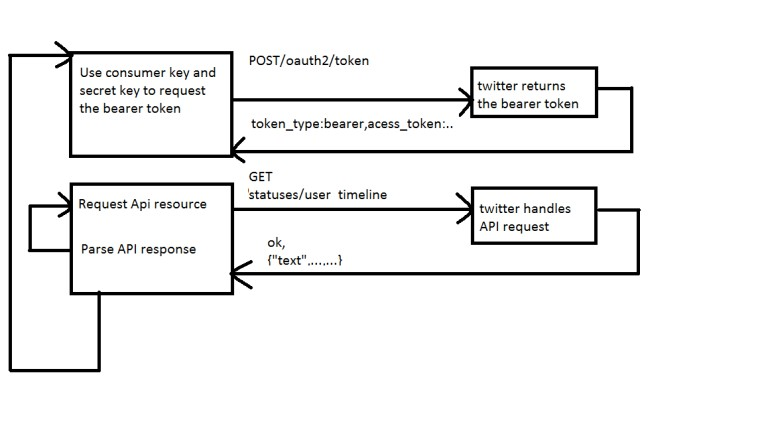 POST/oauth2/token
Use consumer key and
secret key to request
the bearer token
twitter returns
the bearer token
token_type:bearer,acess_token:..
GET
statuses/user timeline
Request Api resource
Parse API response
twitter handles
API request
ok,
{"text",...,...}